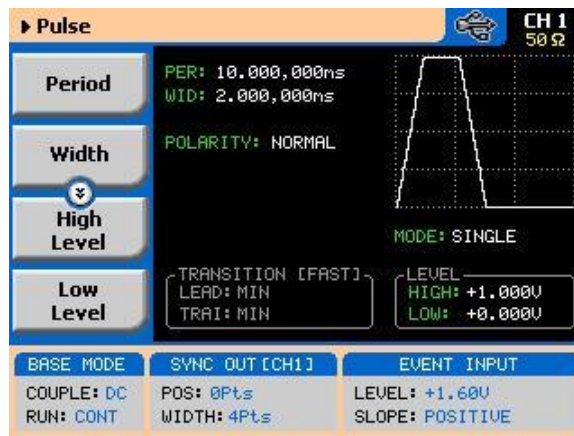 Pulse
CH 1
50 Ω
Period
Width
High
Level
Low
Level
PER: 10.000,000ms
WID: 2.000,000ms
POLARITY: NORMAL
MODE: SINGLE
TRANSITION [FAST]
LEAD: MIN
TRAI: MIN
LEVEL
HIGH: +1.000V
LOW: +0.000V
BASE MODE
COUPLE: DC
RUN: CONT
SYNC OUT [CH1]
POS: 0Pts
WIDTH: 4Pts
EVENT INPUT
LEVEL: +1.60V
SLOPE: POSITIVE